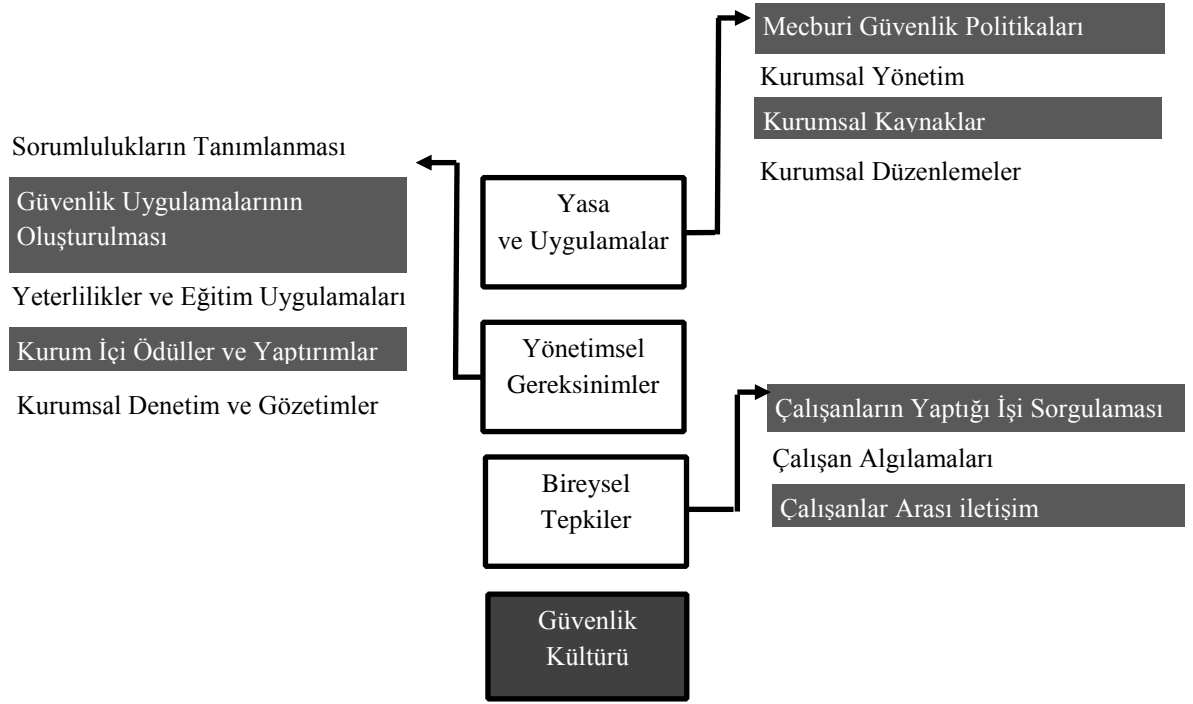 Mecburi Güvenlik Politikaları
Kurumsal Yönetim
Kurumsal Kaynaklar
Kurumsal Düzenlemeler
Sorumlulukların Tanımlanması
Güvenlik Uygulamalarının
Oluşturulması
Yeterlilikler ve Eğitim Uygulamaları
Kurum İçi Ödüller ve Yaptırımlar
Kurumsal Denetim ve Gözetimler
Yasa
ve Uygulamalar
Yönetimsel
Gereksinimler
Bireysel
Tepkiler
Güvenlik
Kültürü
Çalışanların Yaptığı İşi Sorgulaması
Çalışan Algılamaları
Çalışanlar Arası iletişim